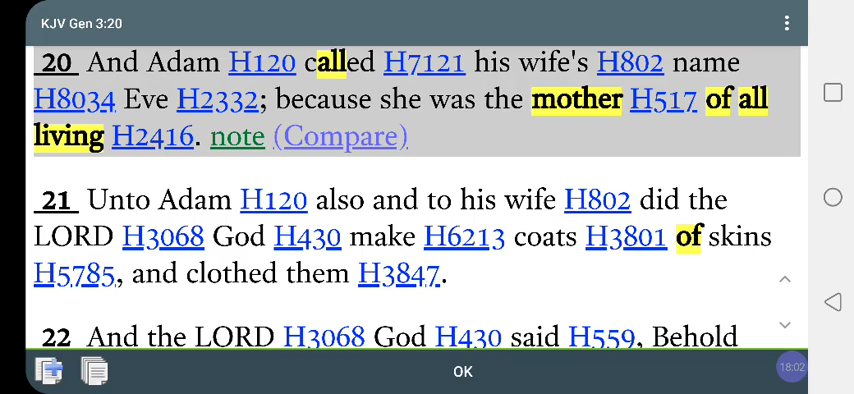 KJV Gen 3:20
20 And Adam H120 called H7121 his wife's H802 name
H8034 Eve H2332; because she was the mother H517 of all
living H2416. note (Compare)
21 Unto Adam H120 also and to his wife H802 did the
LORD H3068 God H430 make H6213 coats H3801 of skins
H5785, and clothed them H3847.
22 And the LORD H3068 God H430 said H559, Behold
OK
18:02